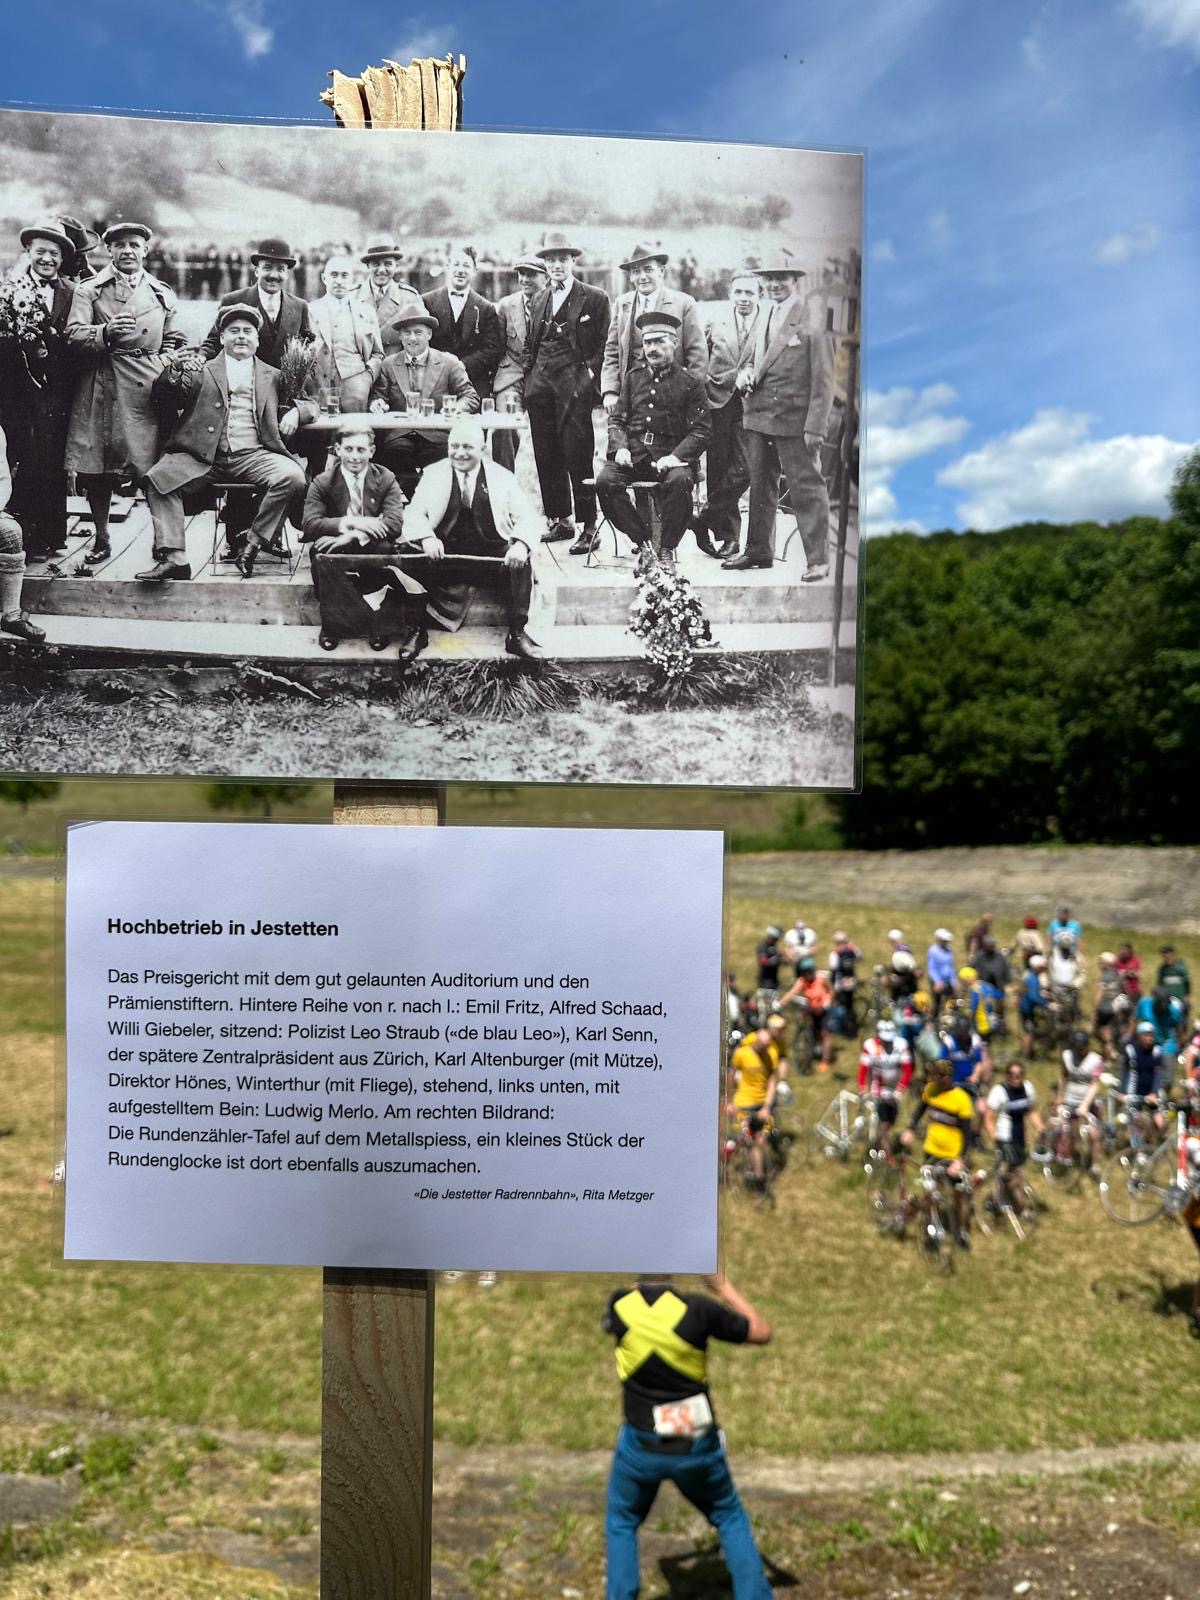 Hochbetrieb in Jestetten
Das Preisgericht mit dem gut gelaunten Auditorium und den
Prämienstiftern. Hintere Reihe von r. nach l.: Emil Fritz, Alfred Schaad,
Willi Giebeler, sitzend: Polizist Leo Straub («de blau Leo»), Karl Senn,
der spätere Zentralpräsident aus Zürich, Karl Altenburger (mit Mütze),
Direktor Hönes, Winterthur (mit Fliege), stehend, links unten, mit
aufgestelltem Bein: Ludwig Merlo. Am rechten Bildrand:
Die Rundenzähler-Tafel auf dem Metallspiess, ein kleines Stück der
Rundenglocke ist dort ebenfalls auszumachen.
«Die Jestetter Radrennbahn», Rita Metzger
58